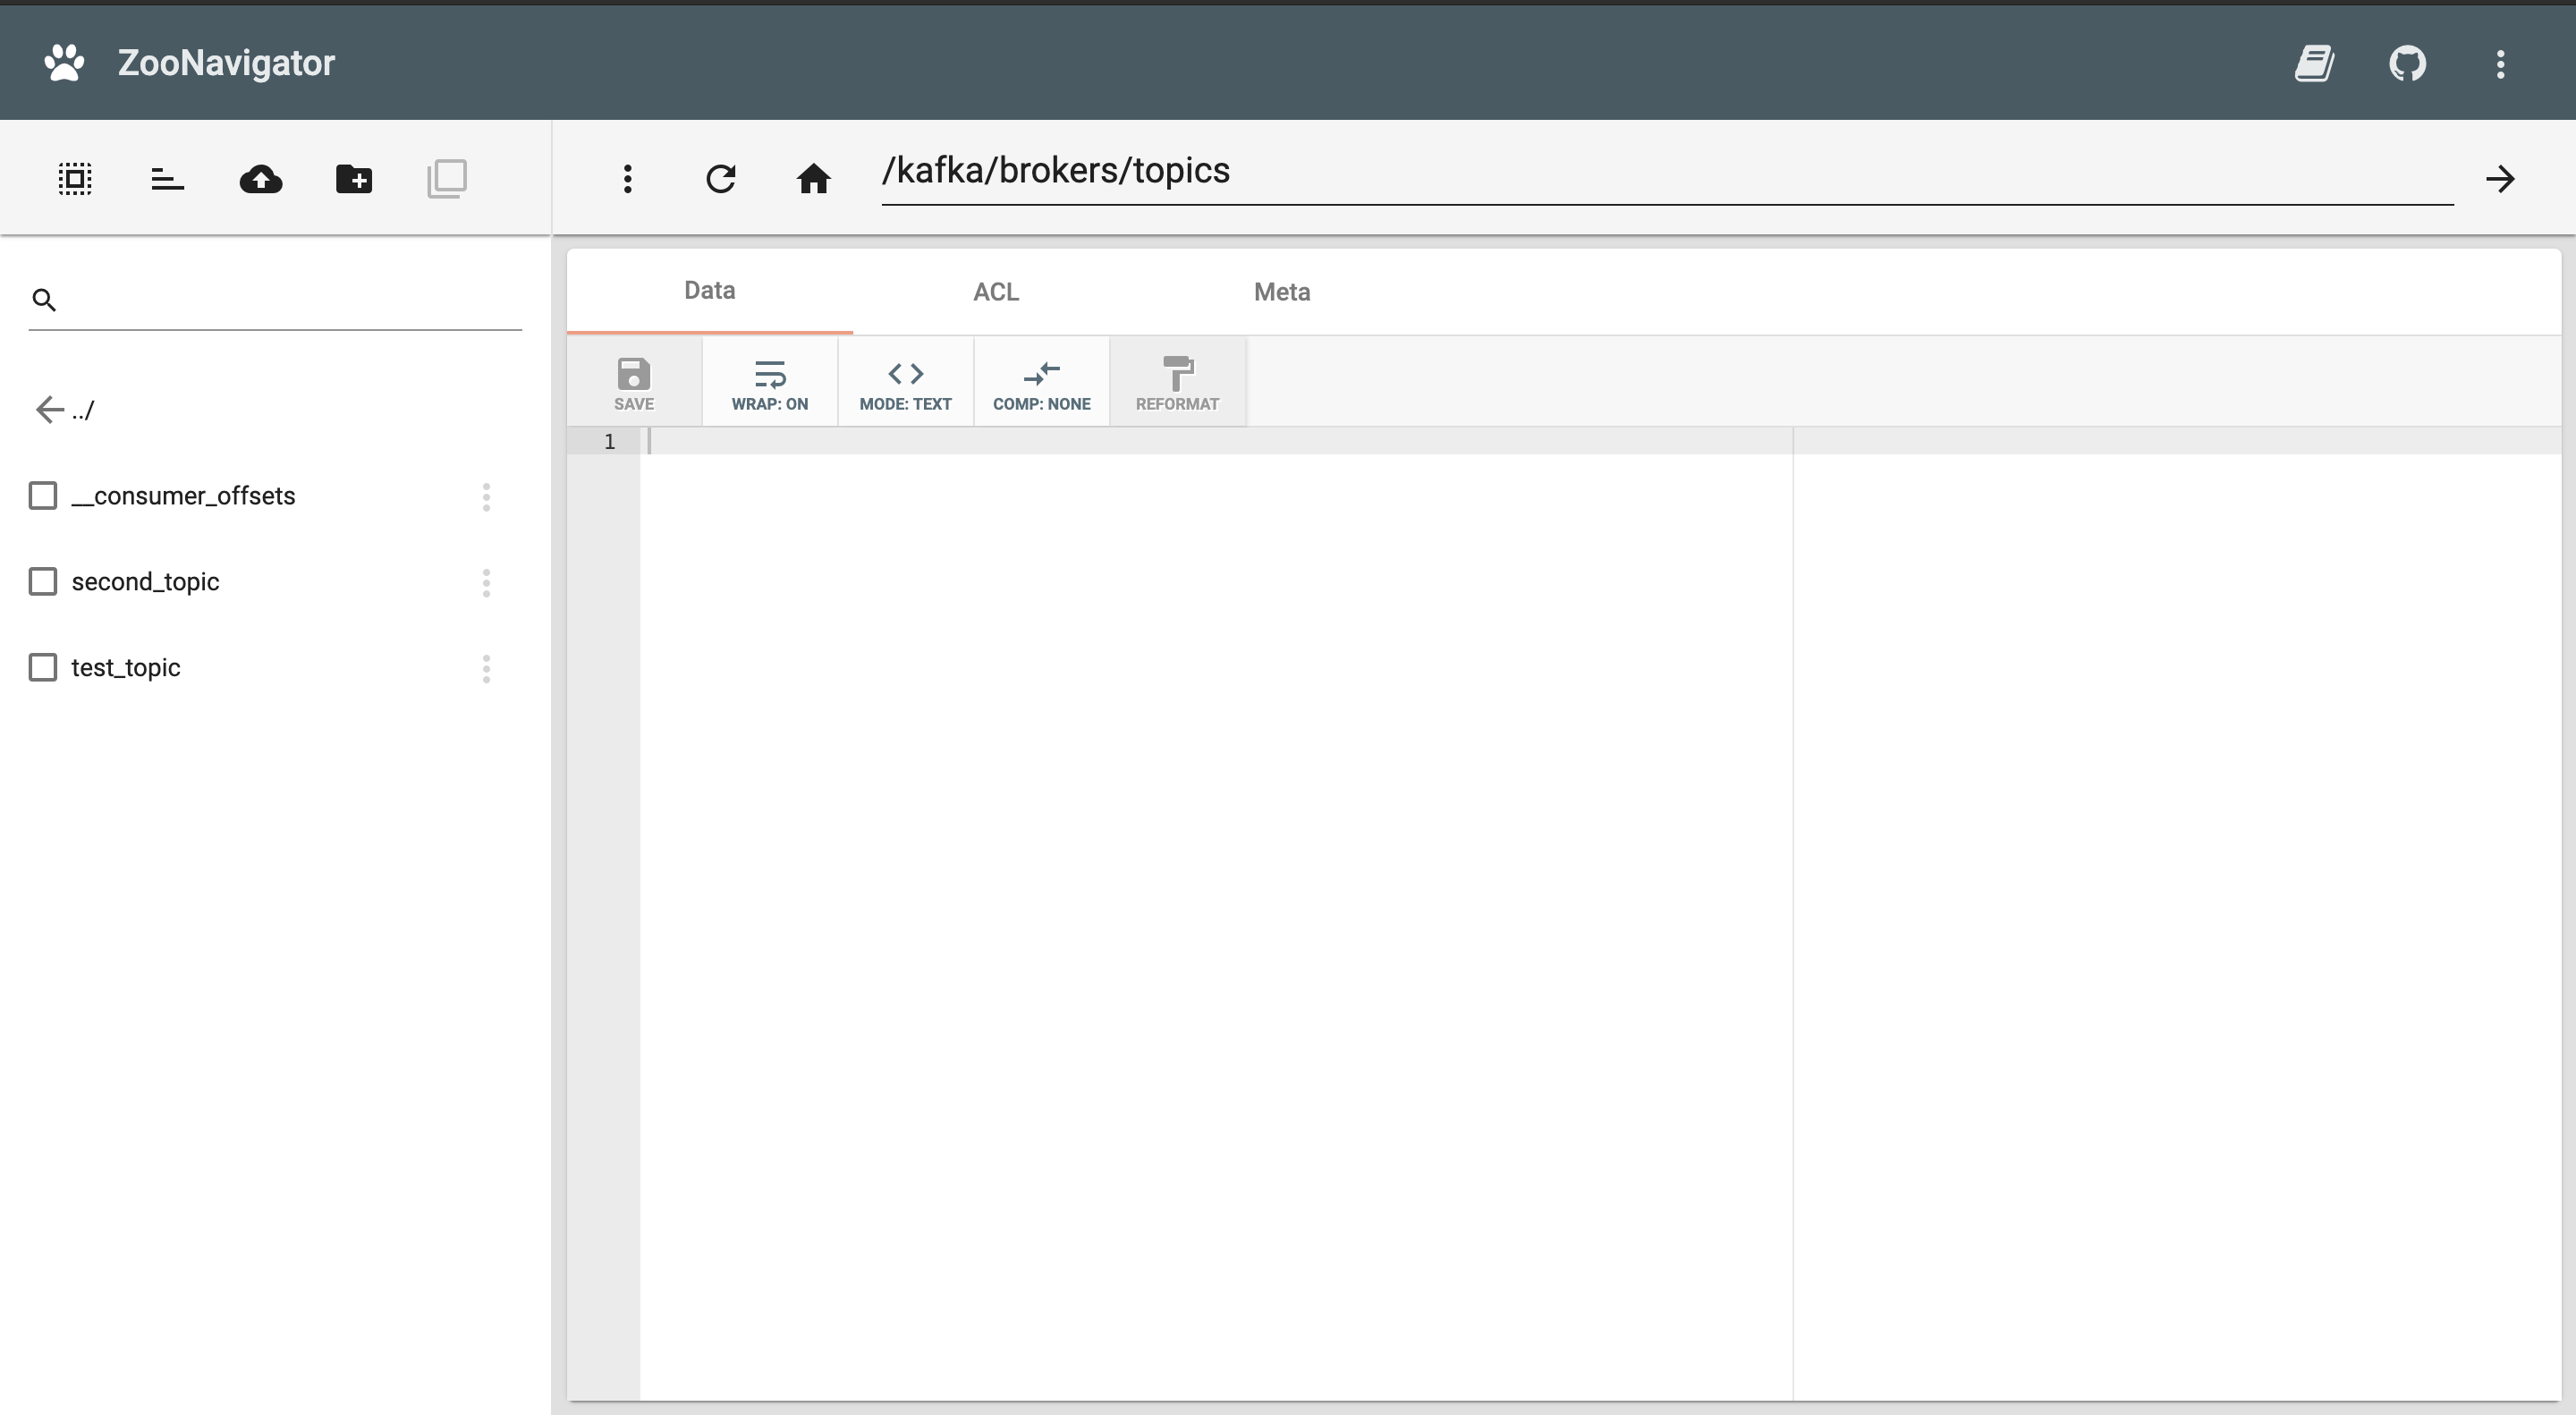 ZooNavigator
/kafka/brokers/topics
Data ACL Meta
SAVE WRAP: ON MODE: TEXT COMP: NONE REFORMAT
1
../
__consumer_offsets
second_topic
test_topic